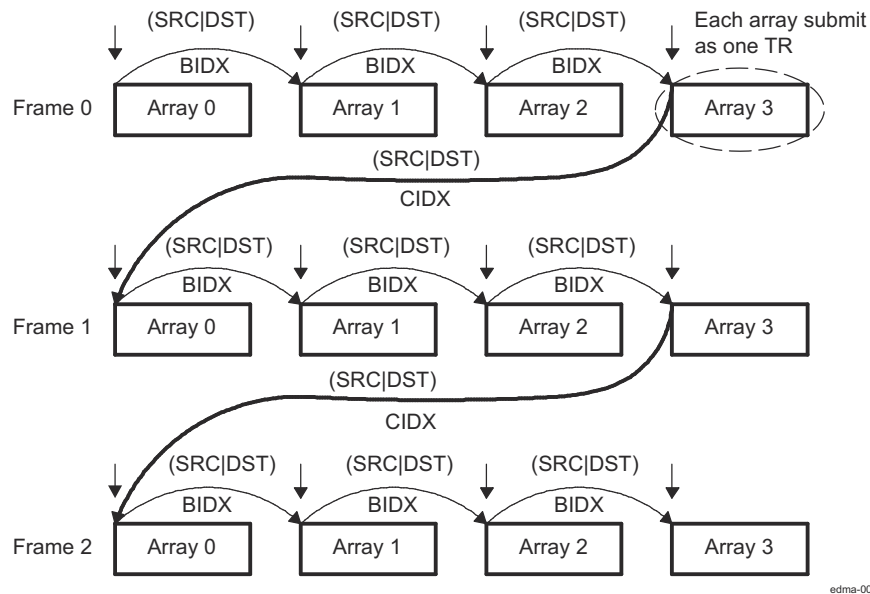 (SRC|DST) (SRC|DST) (SRC|DST) Each array submit
as one TR
BIDX BIDX BIDX
Frame 0 Array 0 Array 1 Array 2 Array 3
(SRC|DST)
CIDX
(SRC|DST) (SRC|DST) (SRC|DST)
BIDX BIDX BIDX
Frame 1 Array 0 Array 1 Array 2 Array 3
(SRC|DST)
CIDX
(SRC|DST) (SRC|DST) (SRC|DST)
BIDX BIDX BIDX
Frame 2 Array 0 Array 1 Array 2 Array 3
edma-00